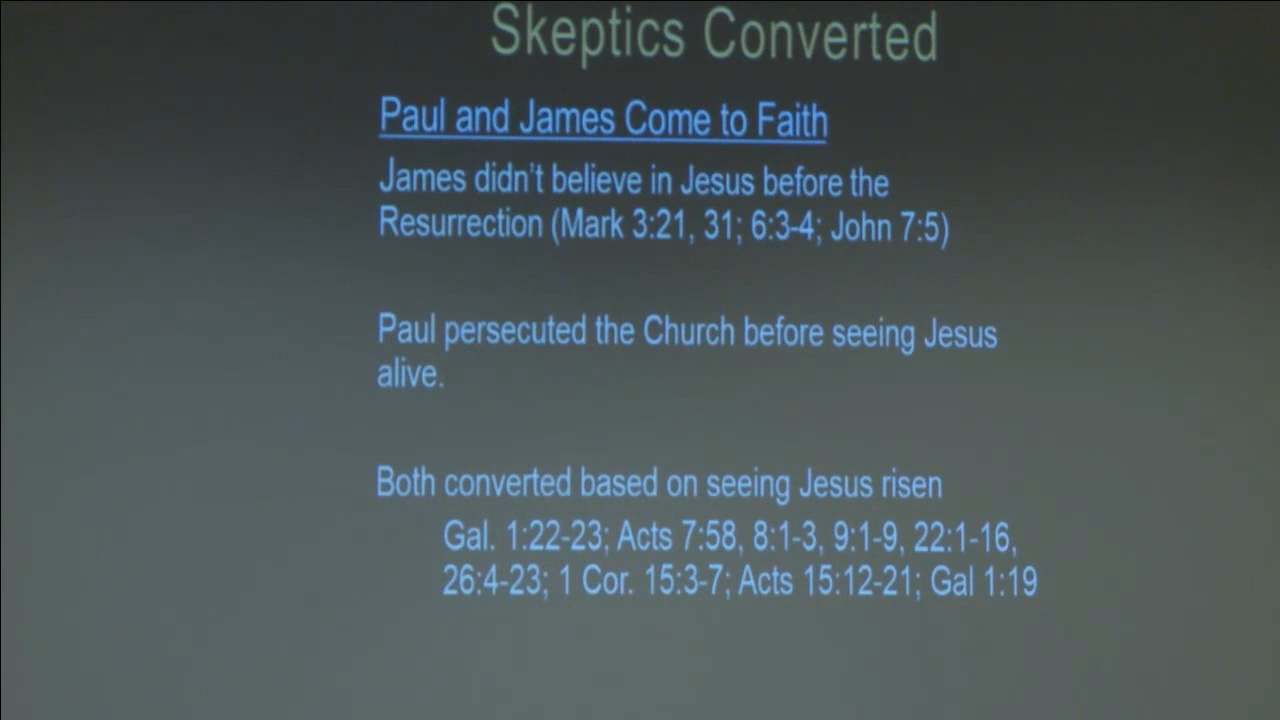 Skeptics Converted
Paul and James Come to Faith
James didn't believe in Jesus before the
Resurrection (Mark 3:21, 31; 6:3-4; John 7:5)
Paul persecuted the Church before seeing Jesus
alive.
Both converted based on seeing Jesus risen
Gal. 1:22-23; Acts 7:58, 8:1-3, 9:1-9, 22:1-16,
26:4-23; 1 Cor. 15:3-7; Acts 15:12-21; Gal 1:19